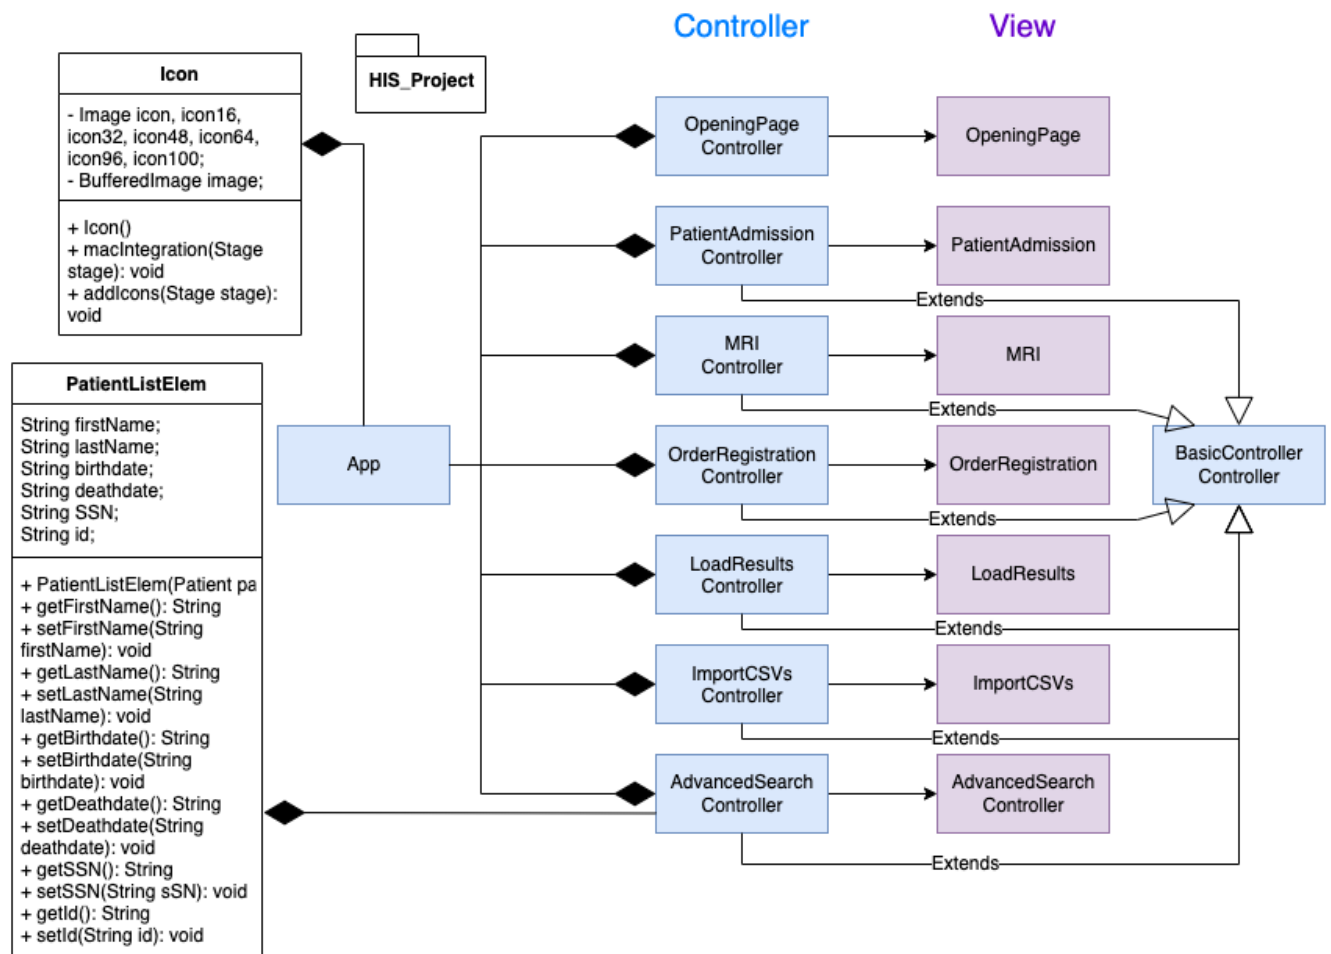 Controller
View
Icon
- Image icon, icon16,
icon32, icon48, icon64,
icon96, icon100;
- BufferedImage image;
+ Icon()
+ macIntegration(Stage
stage): void
+ addIcons(Stage stage):
void
HIS_Project
PatientListElem
String firstName;
String lastName;
String birthdate;
String deathdate;
String SSN;
String id;
+ PatientListElem(Patient pa
+ getFirstName(): String
+ setFirstName(String
firstName): void
+ getLastName(): String
+ setLastName(String
lastName): void
+ getBirthdate(): String
+ setBirthdate(String
birthdate): void
+ getDeathdate(): String
+ setDeathdate(String
deathdate): void
+ getSSN(): String
+ setSSN(String sSN): void
+ getId(): String
+ setId(String id): void
App
OpeningPage
Controller
OpeningPage
PatientAdmission
Controller
PatientAdmission
Extends
MRI
Controller
MRI
Extends
OrderRegistration
Controller
OrderRegistration
Extends
BasicController
Controller
LoadResults
Controller
LoadResults
Extends
ImportCSVs
Controller
ImportCSVs
Extends
AdvancedSearch
Controller
AdvancedSearch
Controller
Extends